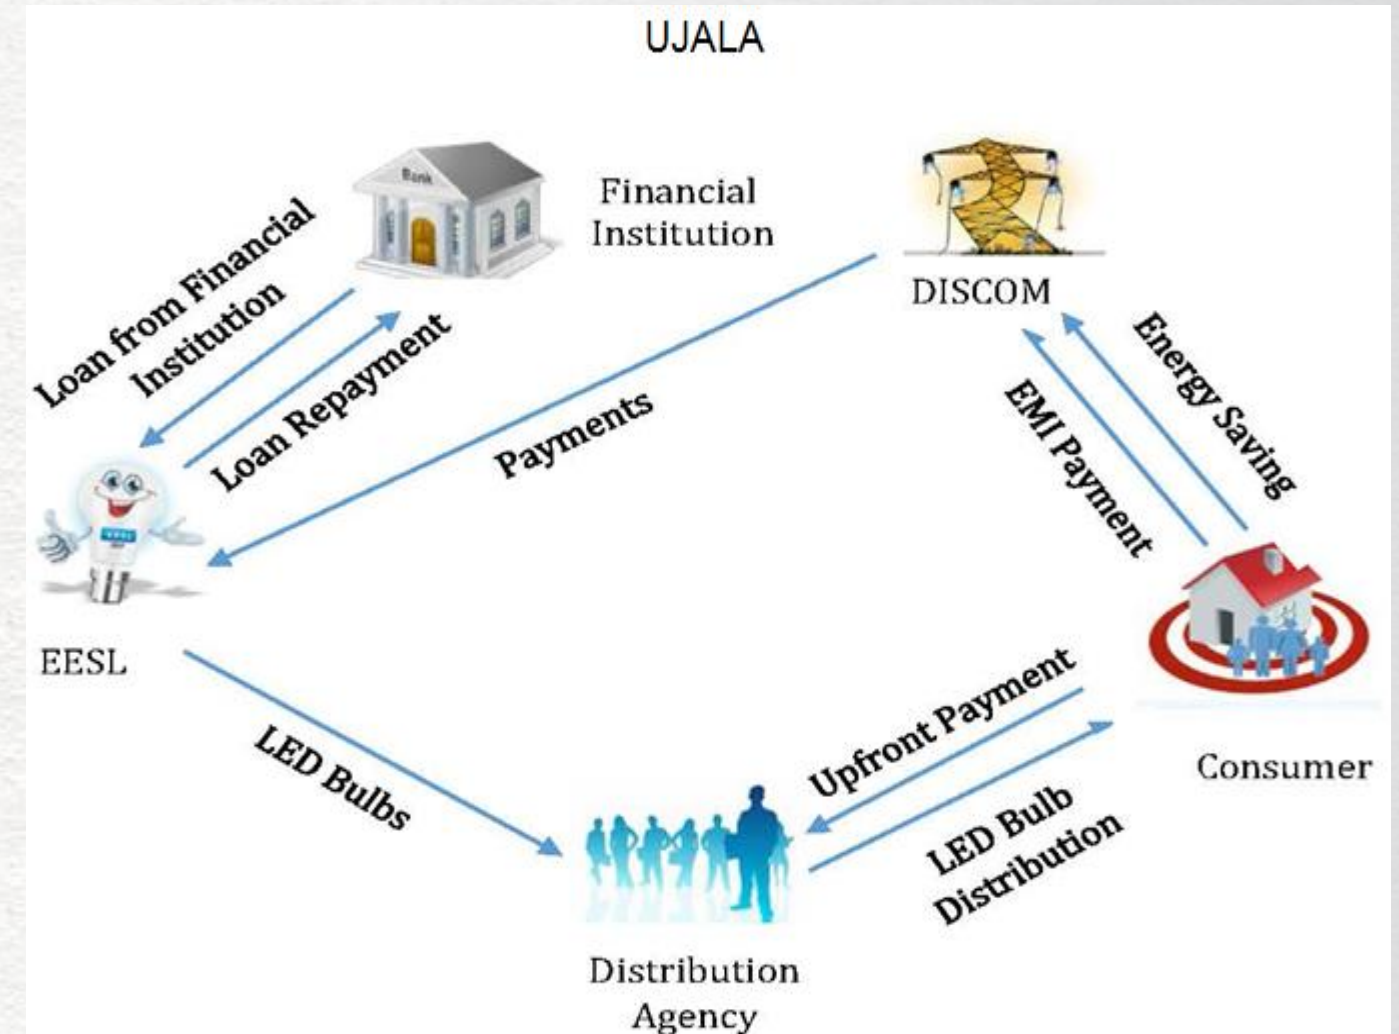 UJALA
Bank
Financial
Institution
DISCOM
Loan from Financial
Institution
Loan Repayment
Payments
Energy Saving
EMI Payment
EESL
LED Bulbs
Upfront Payment
LED Bulb
Distribution
Consumer
Distribution
Agency